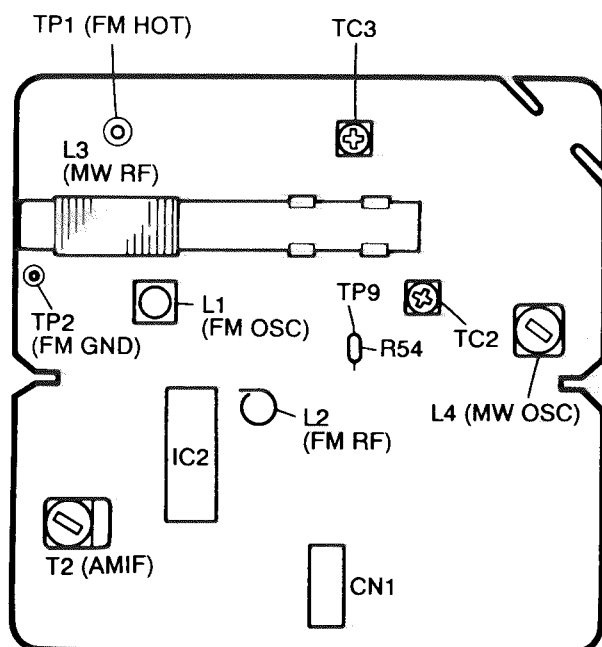 TP1 (FM HOT)
TC3
L3
(MW RF)
TP2
(FM GND)
L1
(FM OSC)
TP9
R54
TC2
L4 (MW OSC)
L2
(FM RF)
IC2
T2 (AMIF)
CN1